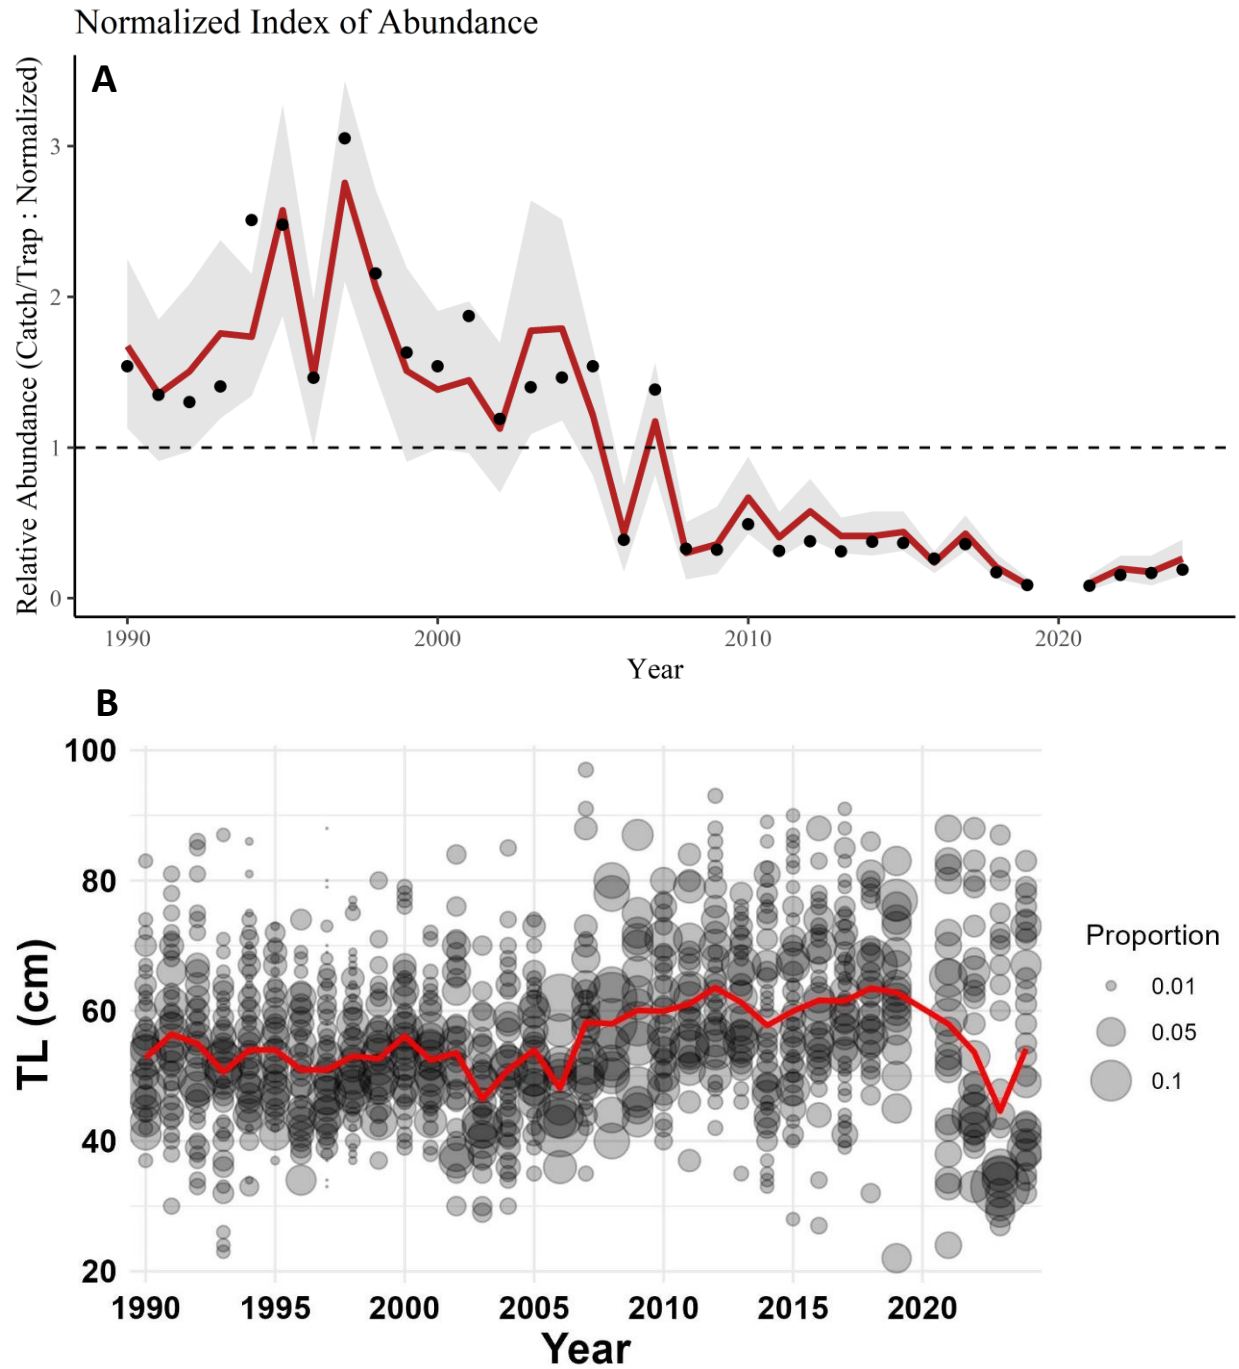 Normalized Index of Abundance
A
Relative Abundance (Catch/Trap : Normalized)
3
2
1
0
1990 2000 2010 2020
Year
B
TL (cm)
100
80
60
40
20
1990 1995 2000 2005 2010 2015 2020
Year
Proportion
0.01
0.05
0.1